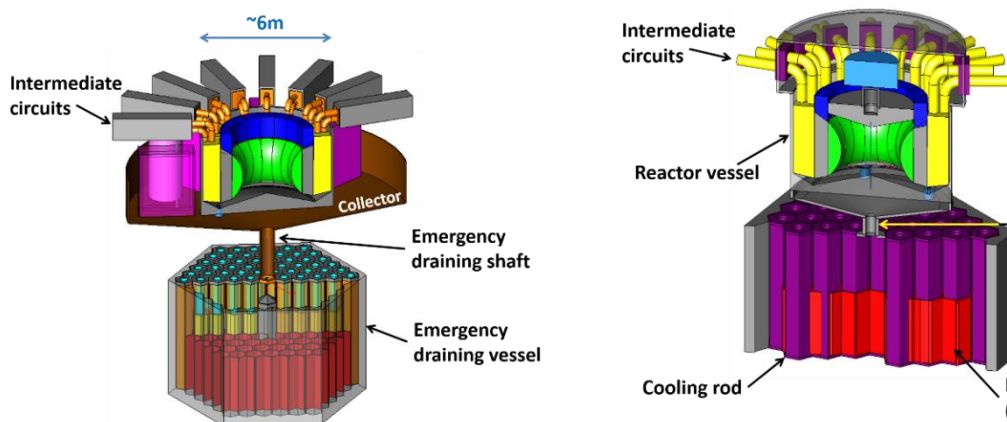 ~6m
Intermediate
circuits
Collector
Emergency
draining shaft
Emergency
draining vessel
Intermediate
circuits
Reactor vessel
Cooling rod